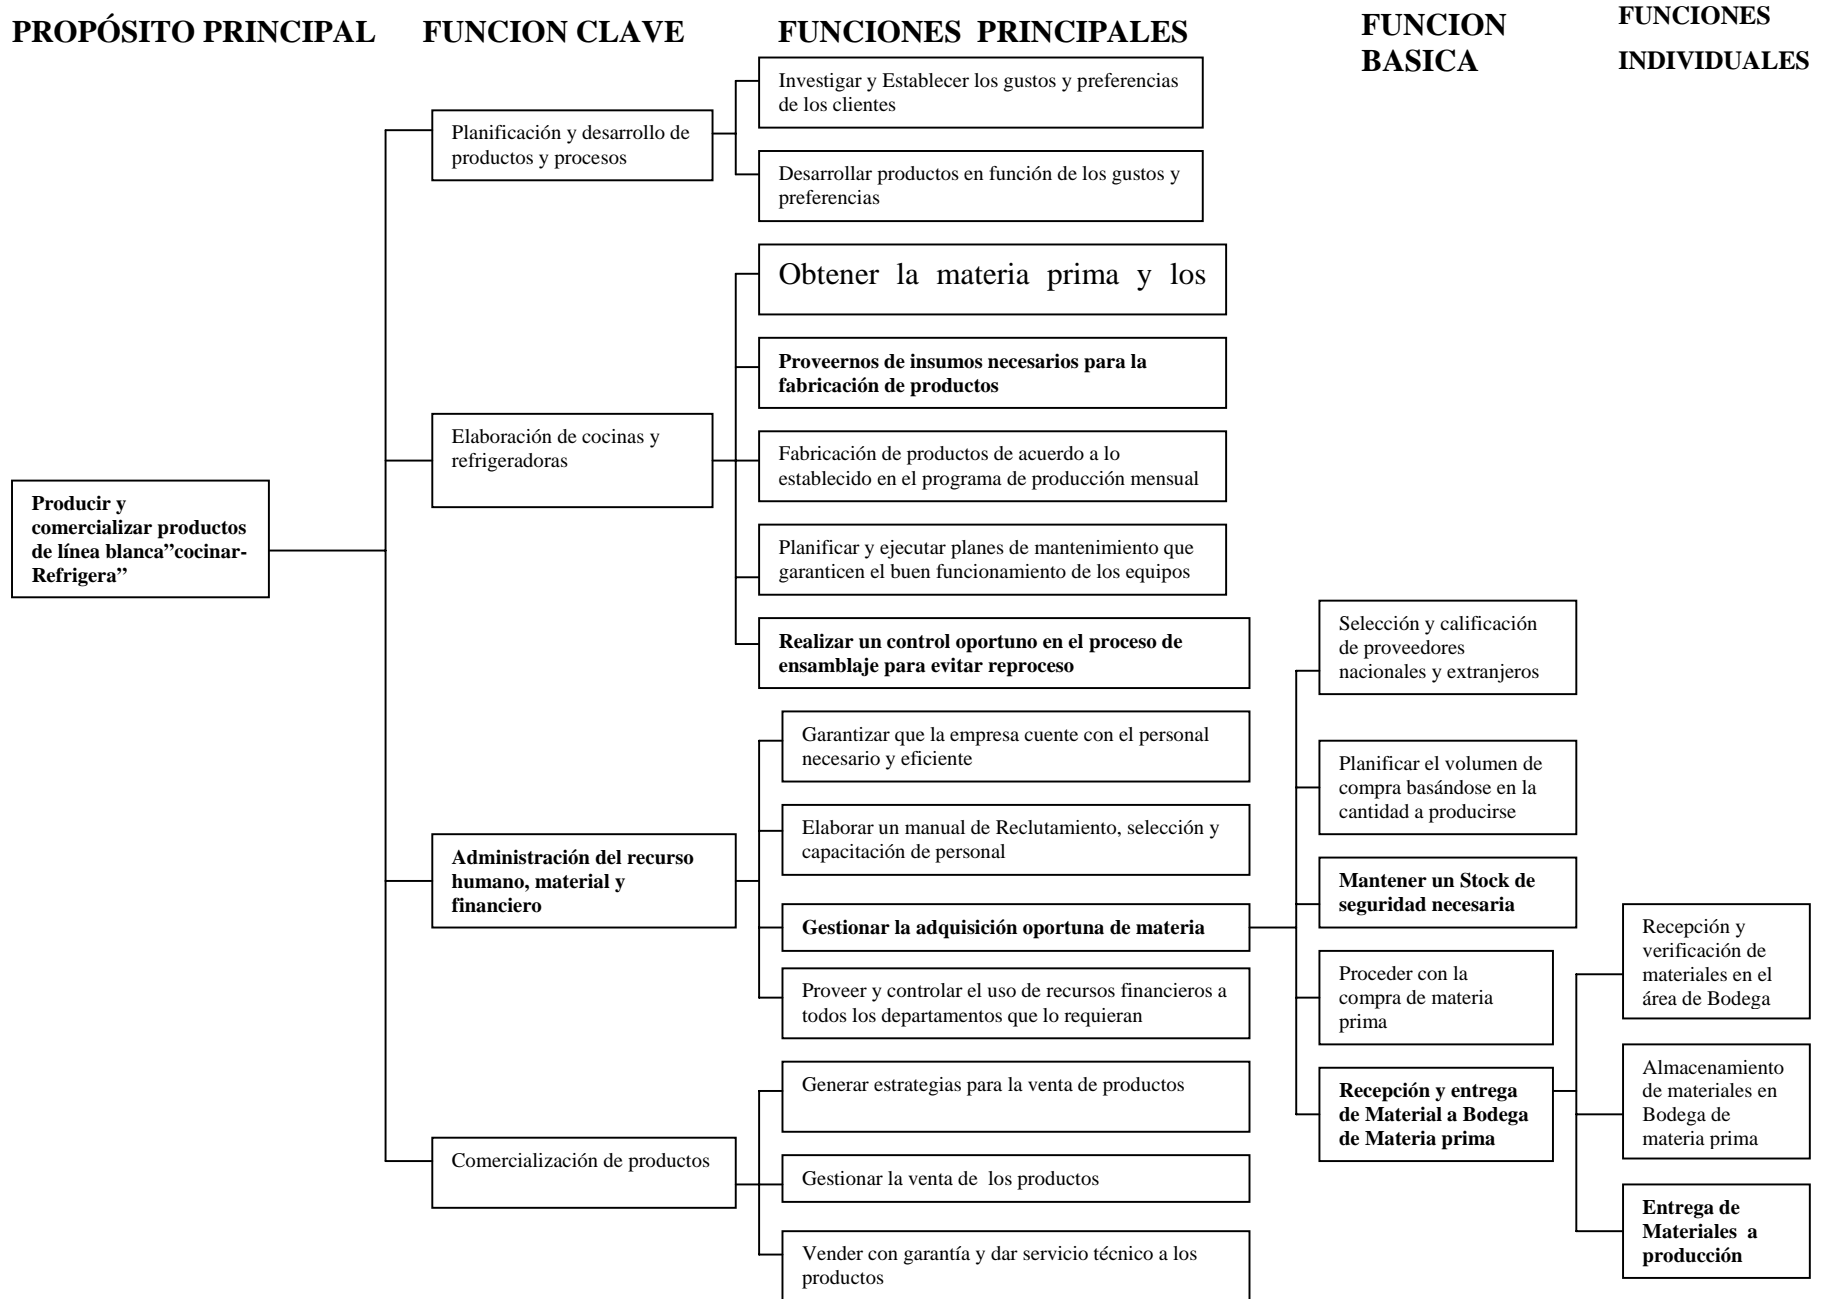 PROPÓSITO PRINCIPAL
FUNCION CLAVE
FUNCIONES PRINCIPALES
FUNCION
BASICA
FUNCIONES
INDIVIDUALES
Producir y
comercializar productos
de línea blanca”cocinar-
Refrigera”
Planificación y desarrollo de
productos y procesos
Investigar y Establecer los gustos y preferencias
de los clientes
Desarrollar productos en función de los gustos y
preferencias
Elaboración de cocinas y
refrigeradoras
Obtener la materia prima y los
Proveernos de insumos necesarios para la
fabricación de productos
Fabricación de productos de acuerdo a lo
establecido en el programa de producción mensual
Planificar y ejecutar planes de mantenimiento que
garanticen el buen funcionamiento de los equipos
Realizar un control oportuno en el proceso de
ensamblaje para evitar reproceso
Administración del recurso
humano, material y
financiero
Garantizar que la empresa cuente con el personal
necesario y eficiente
Elaborar un manual de Reclutamiento, selección y
capacitación de personal
Gestionar la adquisición oportuna de materia
Proveer y controlar el uso de recursos financieros a
todos los departamentos que lo requieran
Comercialización de productos
Generar estrategias para la venta de productos
Gestionar la venta de los productos
Vender con garantía y dar servicio técnico a los
productos
Selección y calificación
de proveedores
nacionales y extranjeros
Planificar el volumen de
compra basándose en la
cantidad a producirse
Mantener un Stock de
seguridad necesaria
Proceder con la
compra de materia
prima
Recepción y entrega
de Material a Bodega
de Materia prima
Recepción y
verificación de
materiales en el
área de Bodega
Almacenamiento
de materiales en
Bodega de
materia prima
Entrega de
Materiales a
producción